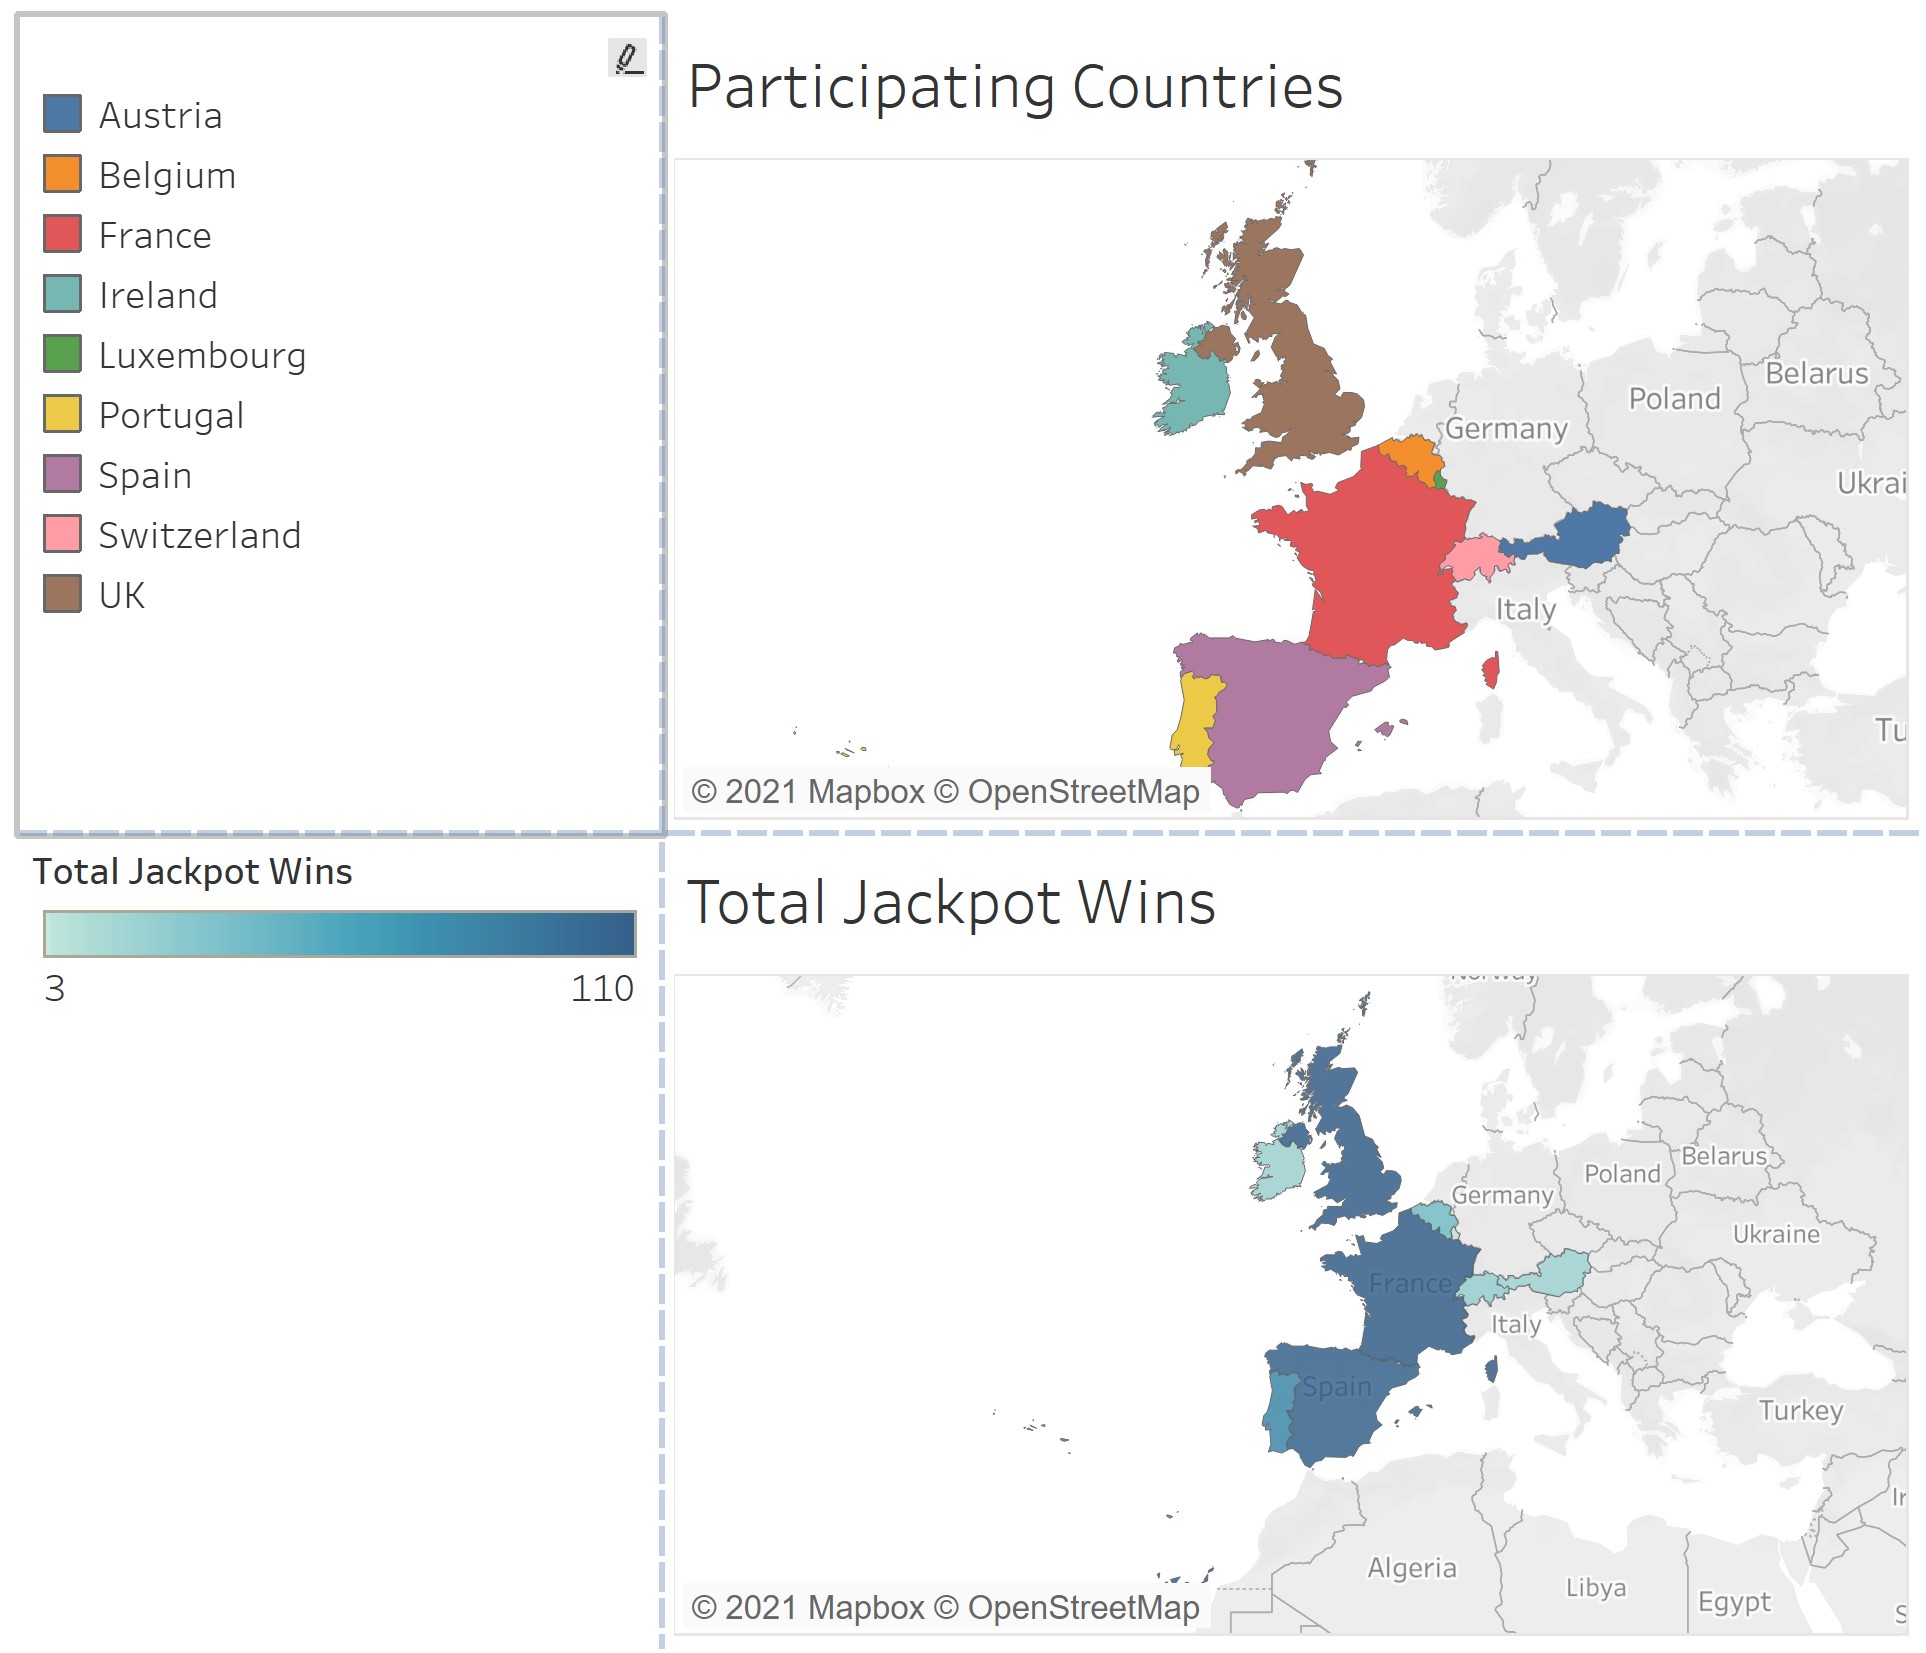 Austria
Belgium
France
Ireland
Luxembourg
Portugal
Spain
Switzerland
UK
Participating Countries
Belarus
Poland
Germany
Ukrai
Italy
Tu
© 2021 Mapbox © OpenStreetMap
Total Jackpot Wins
3 110
Total Jackpot Wins
Norway
Belarus
Poland
Germany
Ukraine
France
Italy
Spain
Turkey
Ir
Algeria
Libya
Egypt
S
© 2021 Mapbox © OpenStreetMap